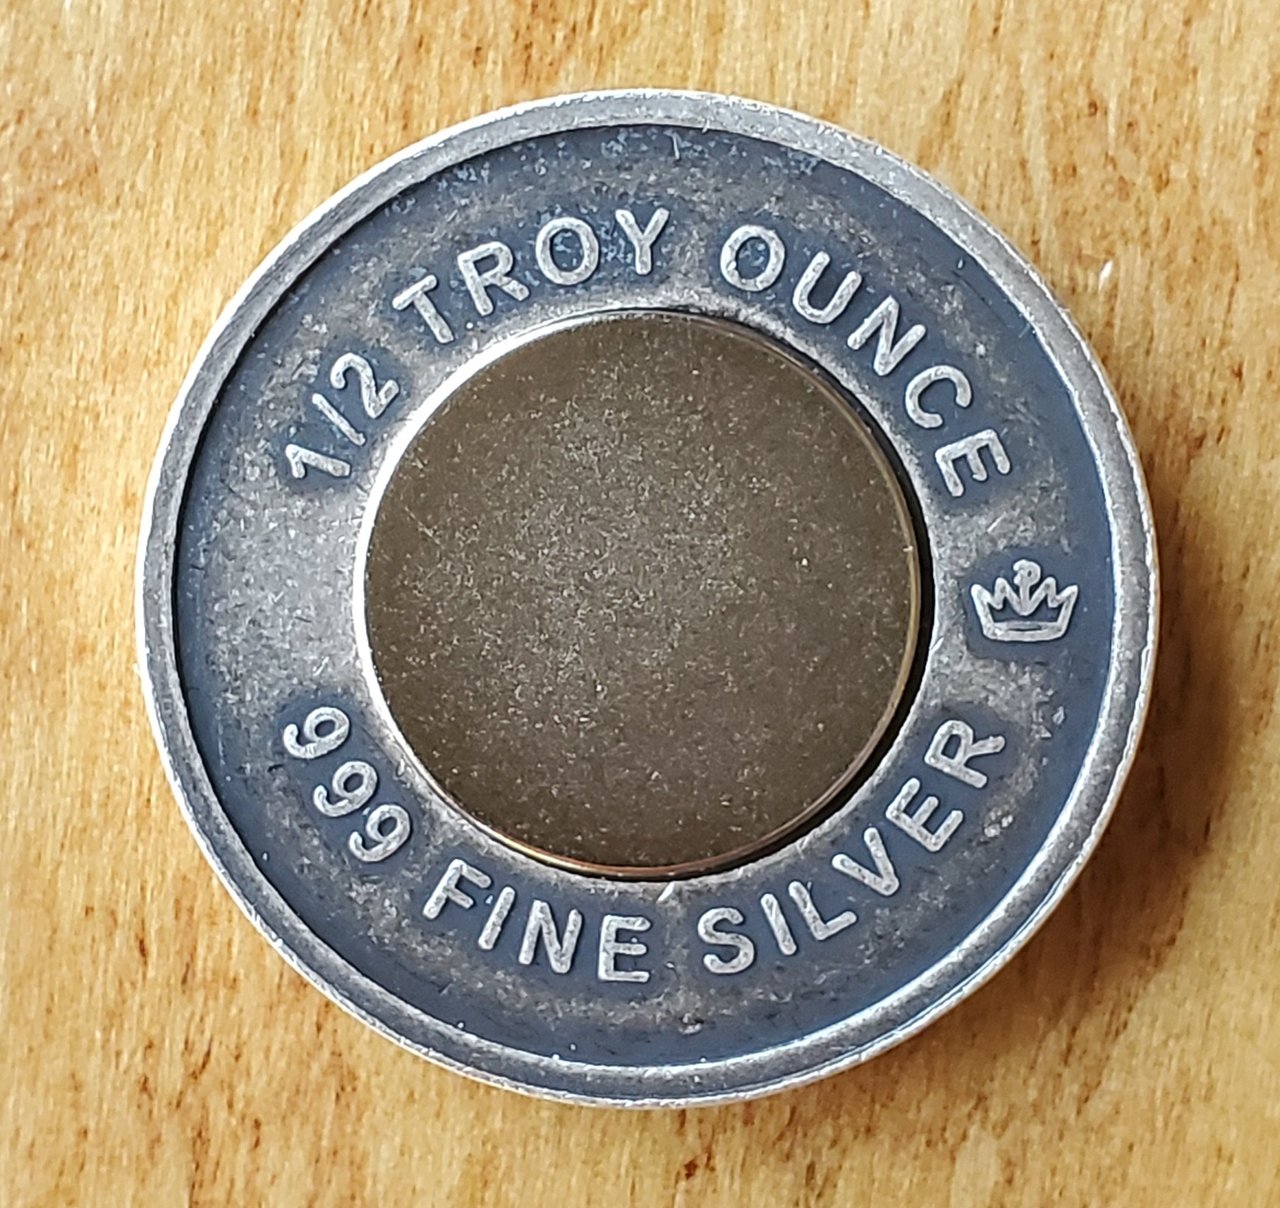 1/2 TROY OUNCE
999 FINE SILVER